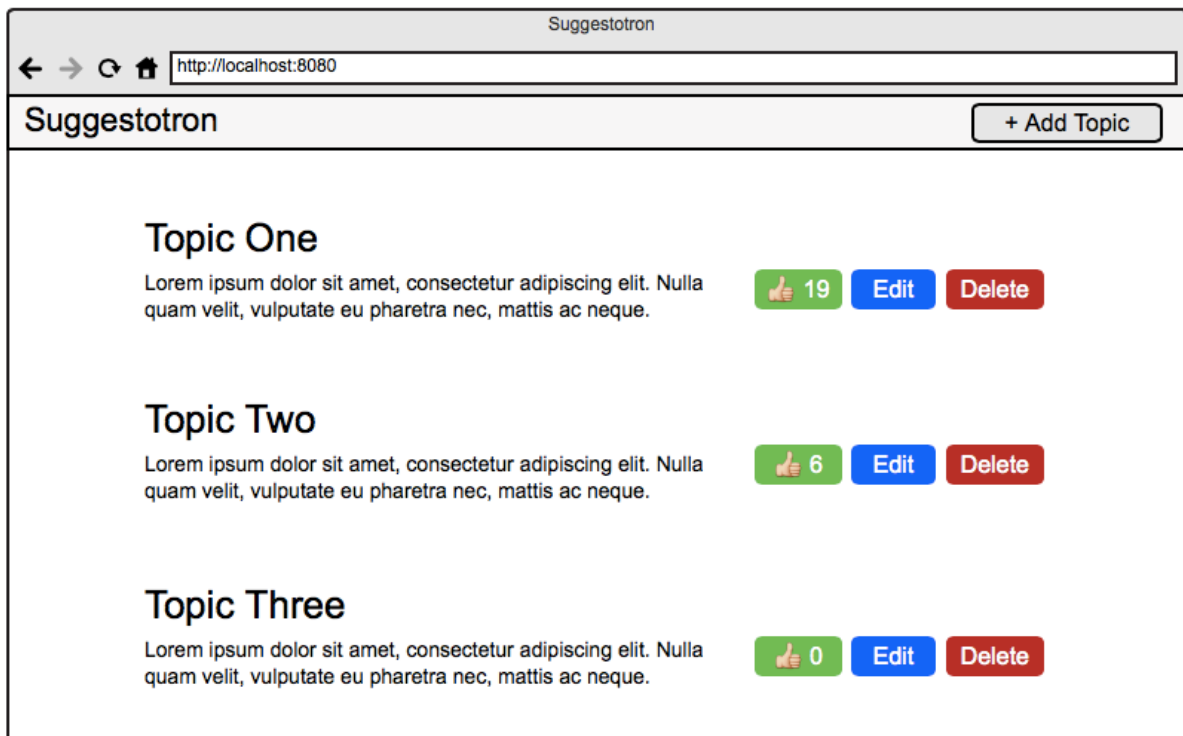 Suggestotron
http://localhost:8080
Suggestotron
+ Add Topic
Topic One
Lorem ipsum dolor sit amet, consectetur adipiscing elit. Nulla
quam velit, vulputate eu pharetra nec, mattis ac neque.
👍🏼 19 Edit Delete
Topic Two
Lorem ipsum dolor sit amet, consectetur adipiscing elit. Nulla
quam velit, vulputate eu pharetra nec, mattis ac neque.
👍🏼 6 Edit Delete
Topic Three
Lorem ipsum dolor sit amet, consectetur adipiscing elit. Nulla
quam velit, vulputate eu pharetra nec, mattis ac neque.
👍🏼 0 Edit Delete